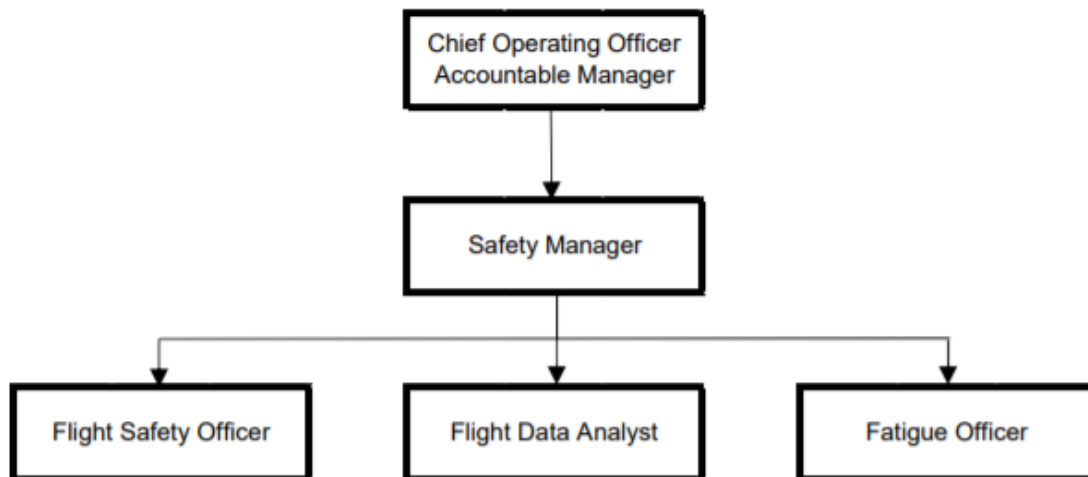 Chief Operating Officer
Accountable Manager
Safety Manager
Flight Safety Officer
Flight Data Analyst
Fatigue Officer